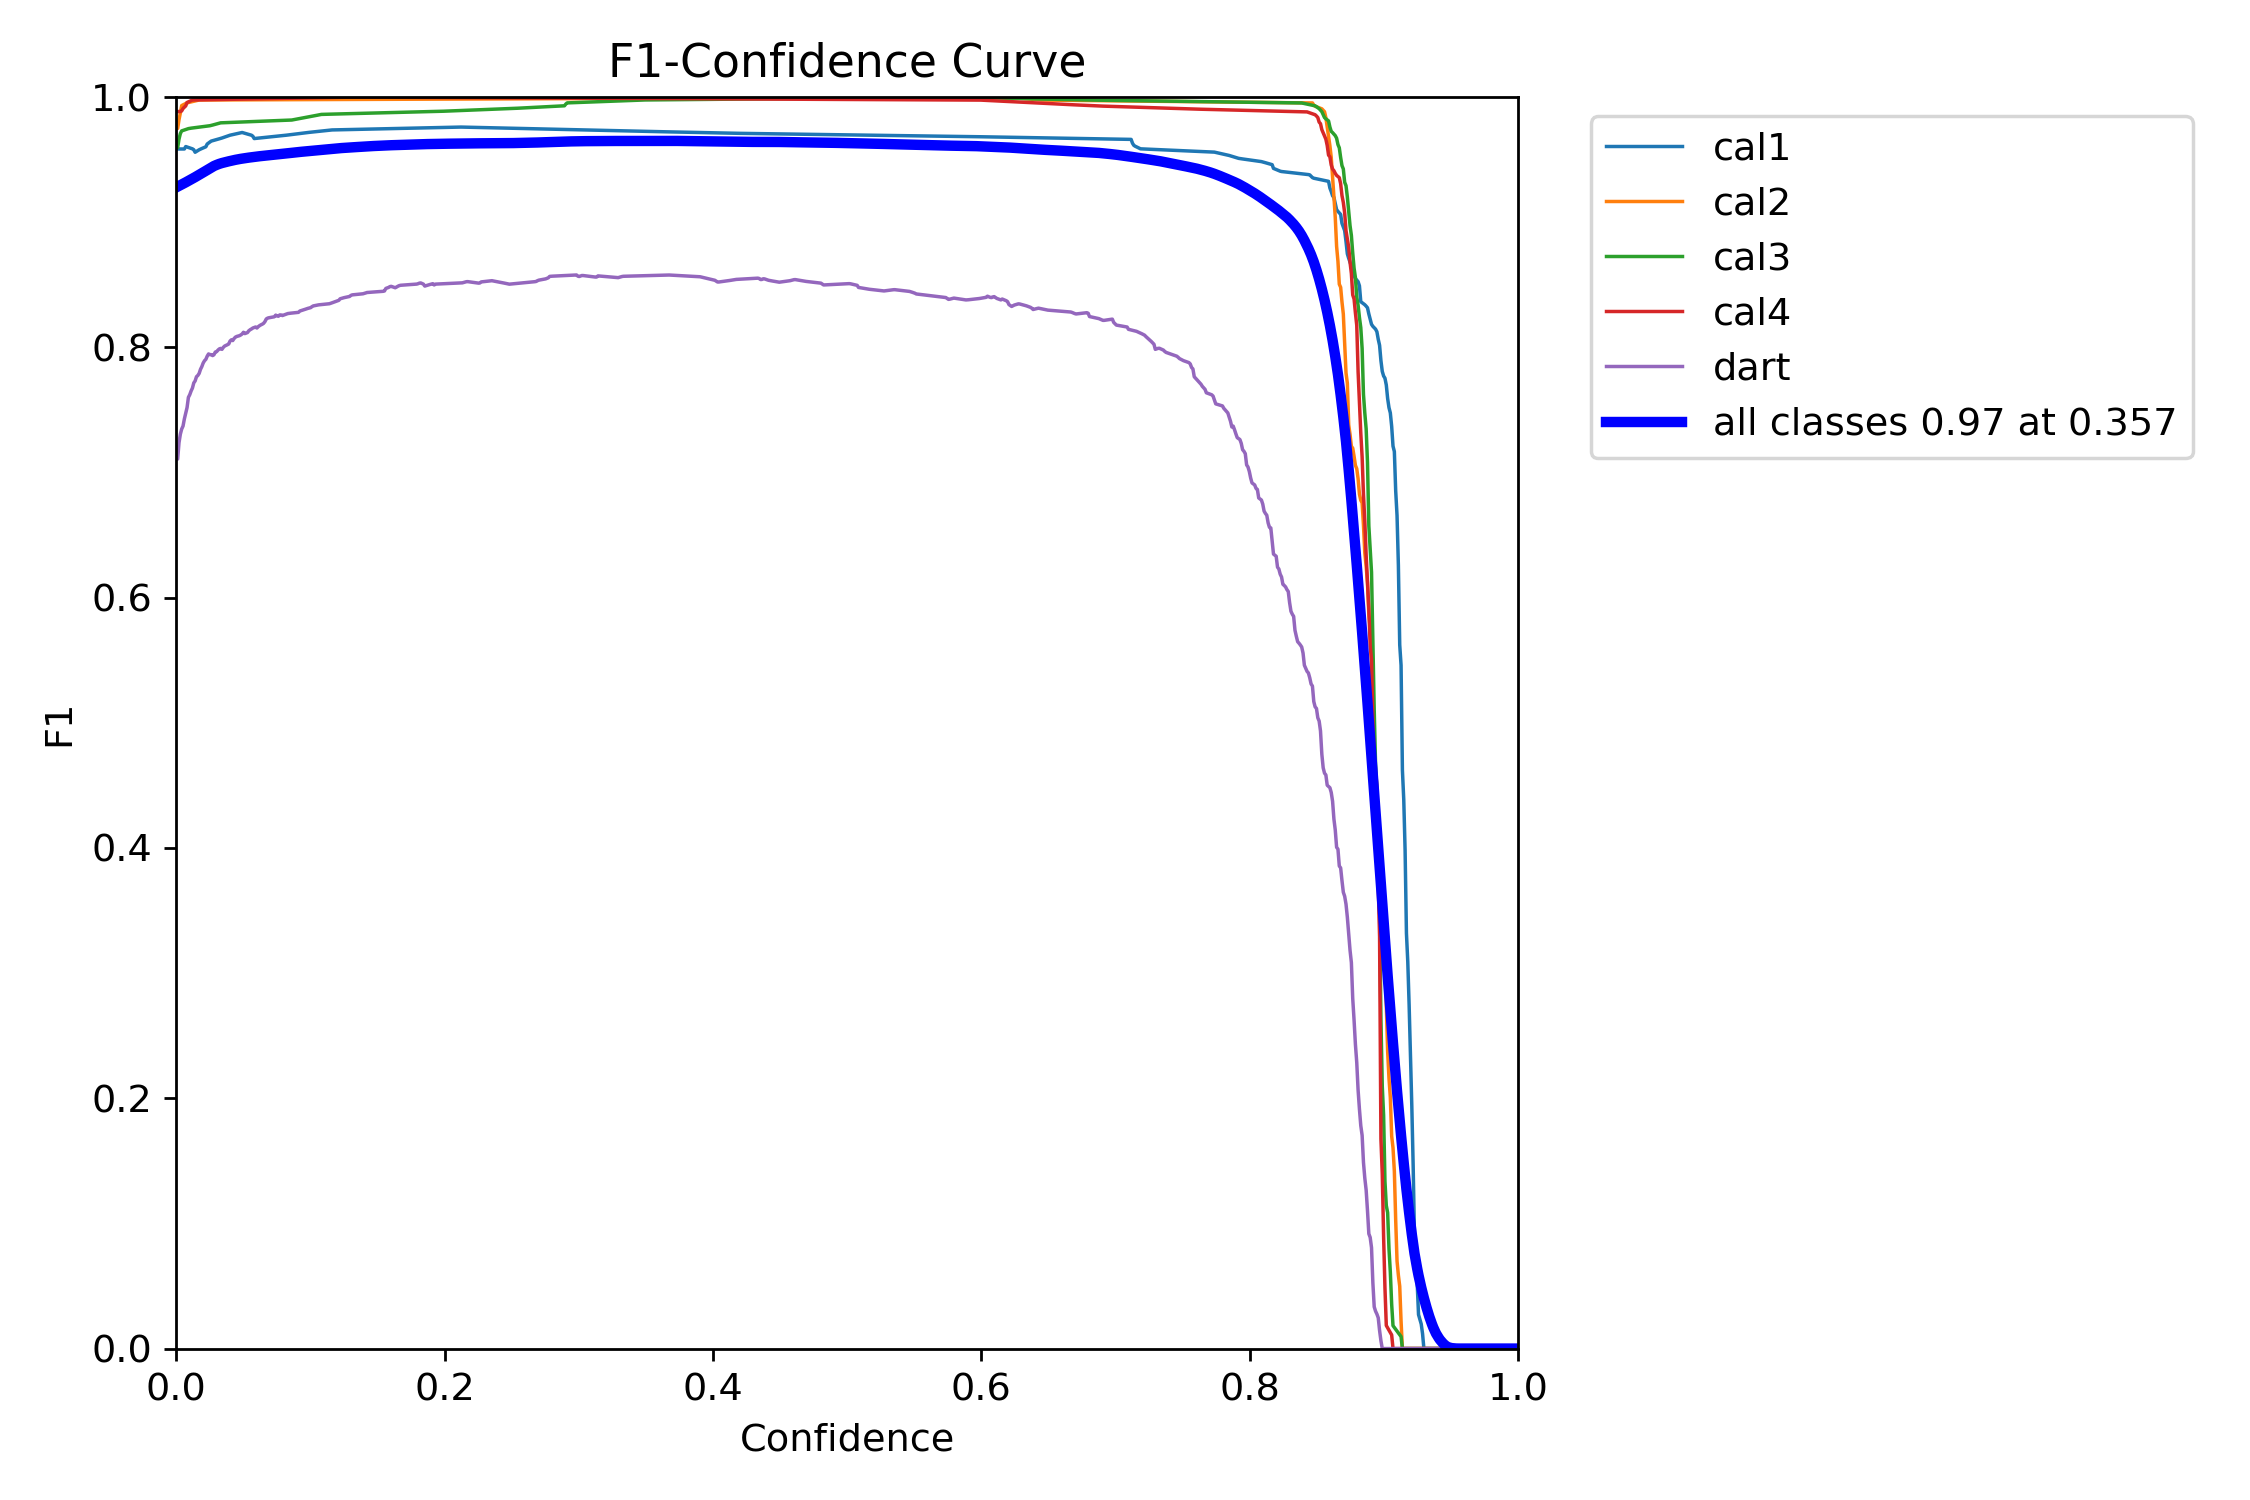 F1-Confidence Curve
1.0
0.8
0.6
0.4
0.2
0.0
F1
0.0 0.2 0.4 0.6 0.8 1.0
Confidence
cal1
cal2
cal3
cal4
dart
all classes 0.97 at 0.357